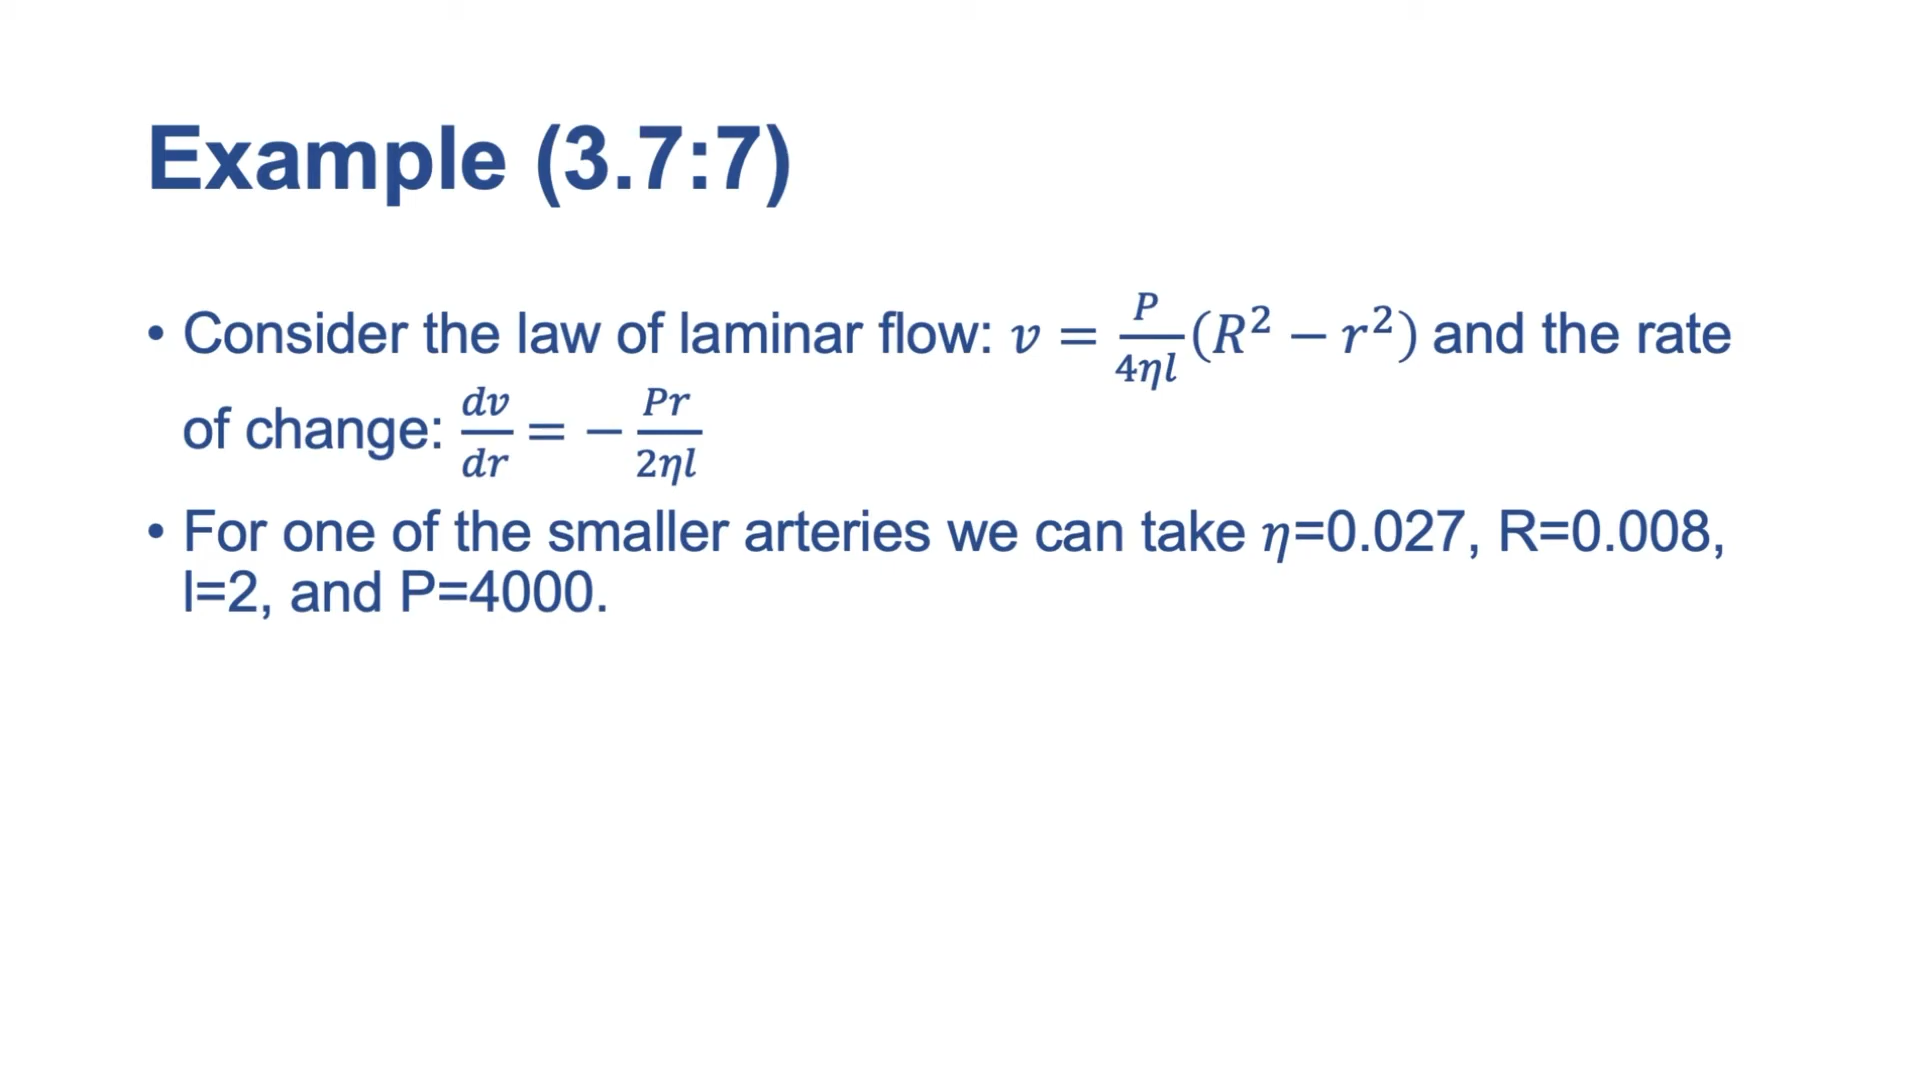 Example (3.7:7)
• Consider the law of laminar flow: 𝑣 = 𝑃/4𝜂𝑙 (𝑅² − 𝑟²) and the rate
of change: 𝑑𝑣/𝑑𝑟 = − 𝑃𝑟/2𝜂𝑙
• For one of the smaller arteries we can take 𝜂=0.027, R=0.008,
l=2, and P=4000.